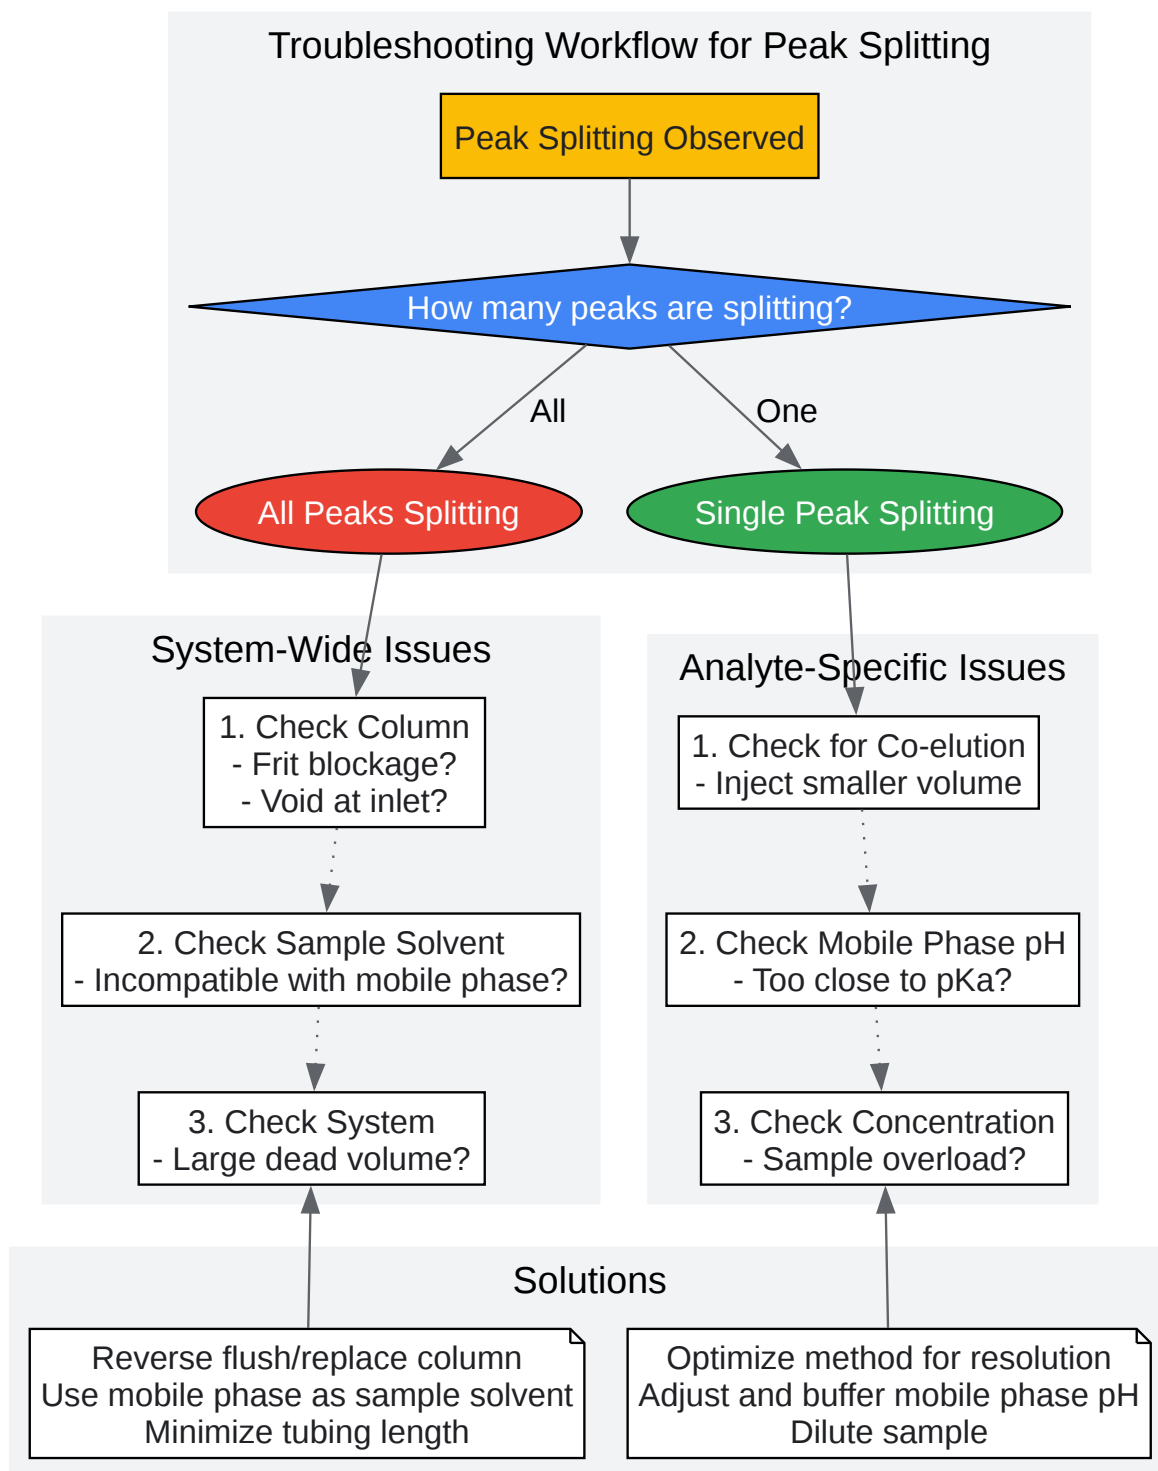 Troubleshooting Workflow for Peak Splitting
Peak Splitting Observed
How many peaks are splitting?
All
One
All Peaks Splitting
Single Peak Splitting
System-Wide Issues
1. Check Column
- Frit blockage?
- Void at inlet?
2. Check Sample Solvent
- Incompatible with mobile phase?
3. Check System
- Large dead volume?
Analyte-Specific Issues
1. Check for Co-elution
- Inject smaller volume
2. Check Mobile Phase pH
- Too close to pKa?
3. Check Concentration
- Sample overload?
Solutions
Reverse flush/replace column
Use mobile phase as sample solvent
Minimize tubing length
Optimize method for resolution
Adjust and buffer mobile phase pH
Dilute sample